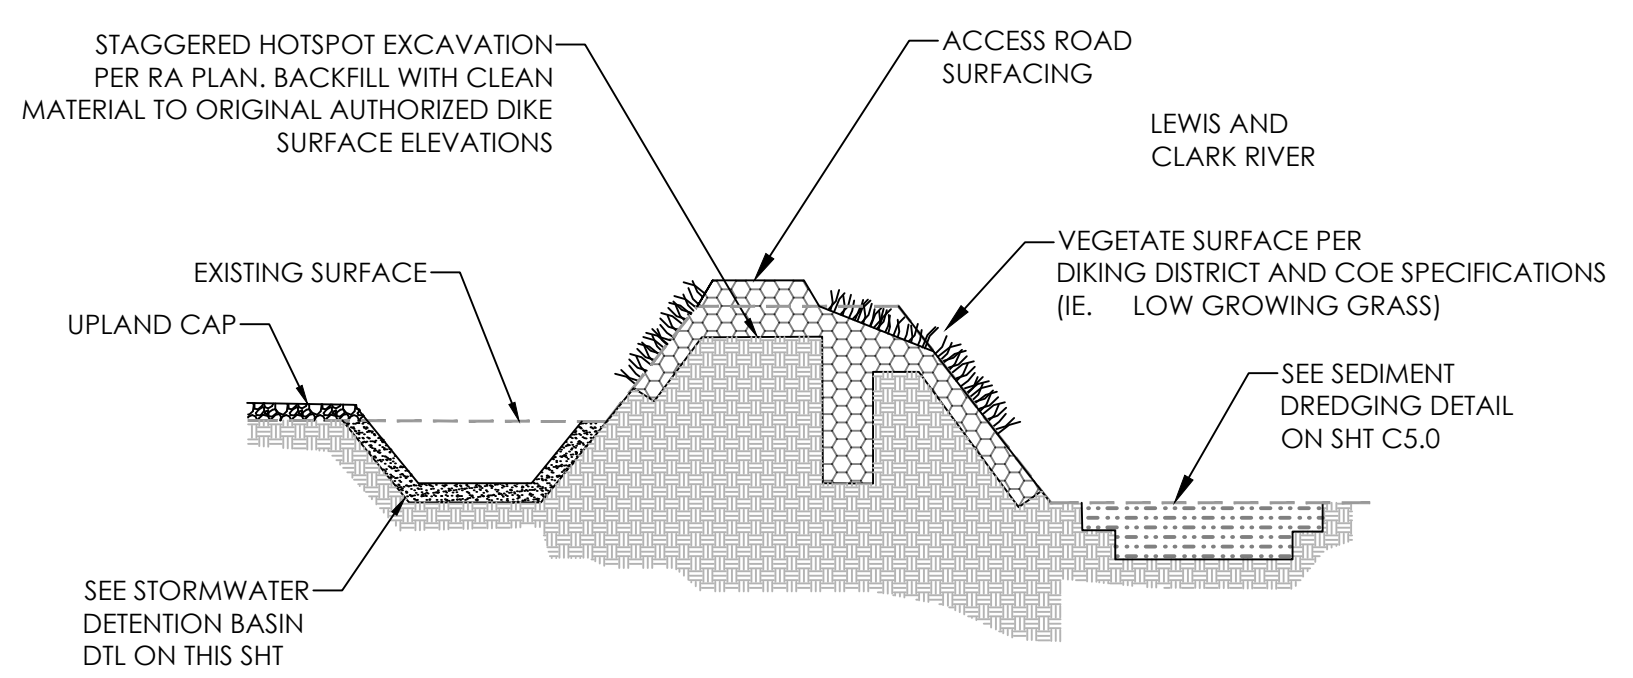 STAGGERED HOTSPOT EXCAVATION
PER RA PLAN. BACKFILL WITH CLEAN
MATERIAL TO ORIGINAL AUTHORIZED DIKE
SURFACE ELEVATIONS
ACCESS ROAD
SURFACING
LEWIS AND
CLARK RIVER
VEGETATE SURFACE PER
DIKING DISTRICT AND COE SPECIFICATIONS
(IE. LOW GROWING GRASS)
EXISTING SURFACE
UPLAND CAP
SEE SEDIMENT
DREDGING DETAIL
ON SHT C5.0
SEE STORMWATER
DETENTION BASIN
DTL ON THIS SHT